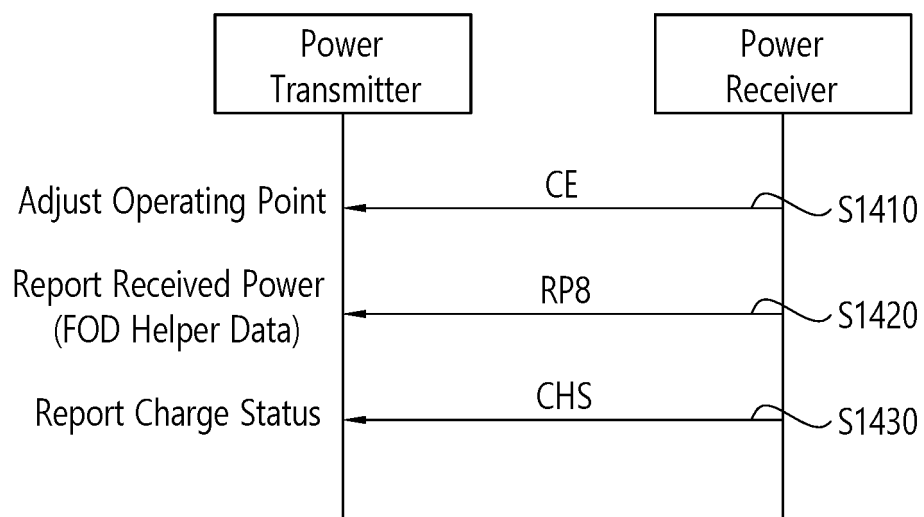 Power
Transmitter
Power
Receiver
Adjust Operating Point
CE
S1410
Report Received Power
(FOD Helper Data)
RP8
S1420
Report Charge Status
CHS
S1430